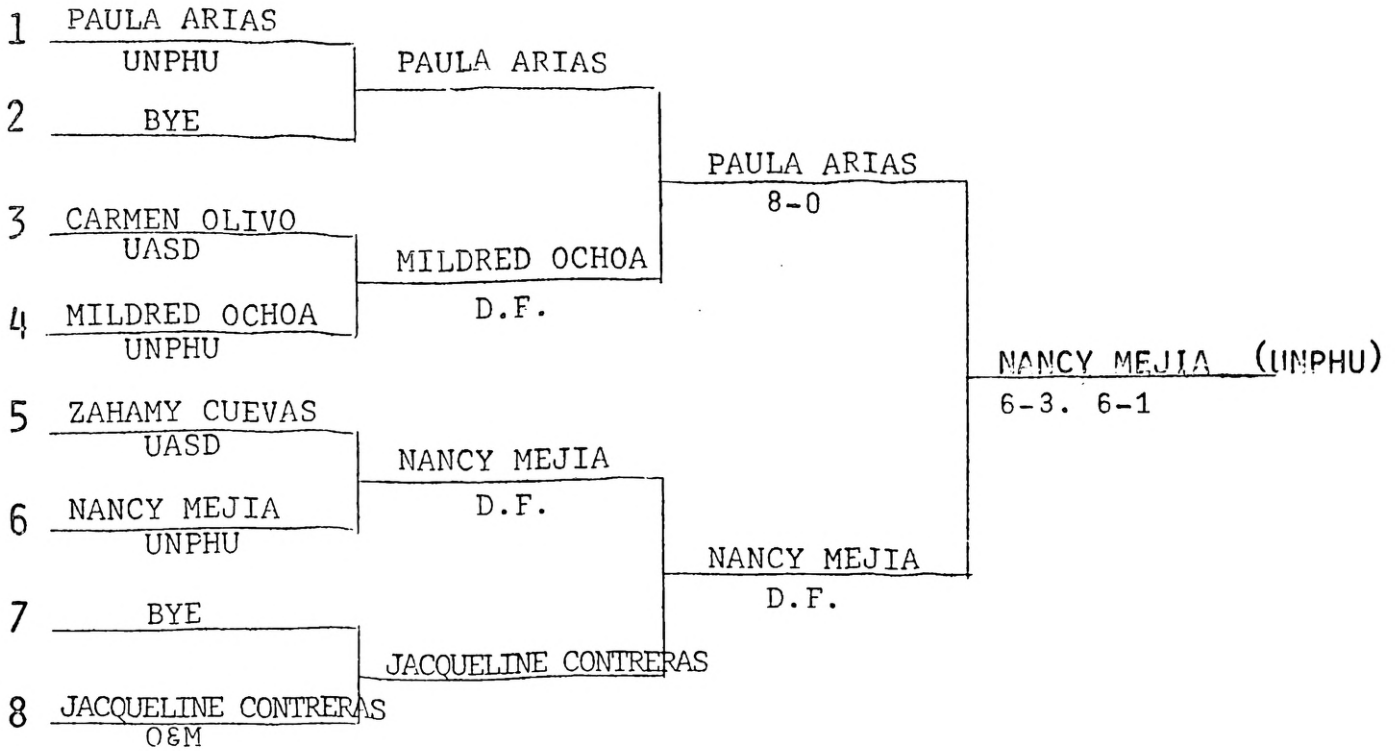 1 PAULA ARIAS
UNPHU
PAULA ARIAS
2 BYE
PAULA ARIAS
8-0
3 CARMEN OLIVO
UASD
MILDRED OCHOA
D.F.
4 MILDRED OCHOA
UNPHU
NANCY MEJIA (UNPHU)
6-3. 6-1
5 ZAHAMY CUEVAS
UASD
NANCY MEJIA
D.F.
6 NANCY MEJIA
UNPHU
NANCY MEJIA
D.F.
7 BYE
JACQUELINE CONTRERAS
8 JACQUELINE CONTRERAS
O&M